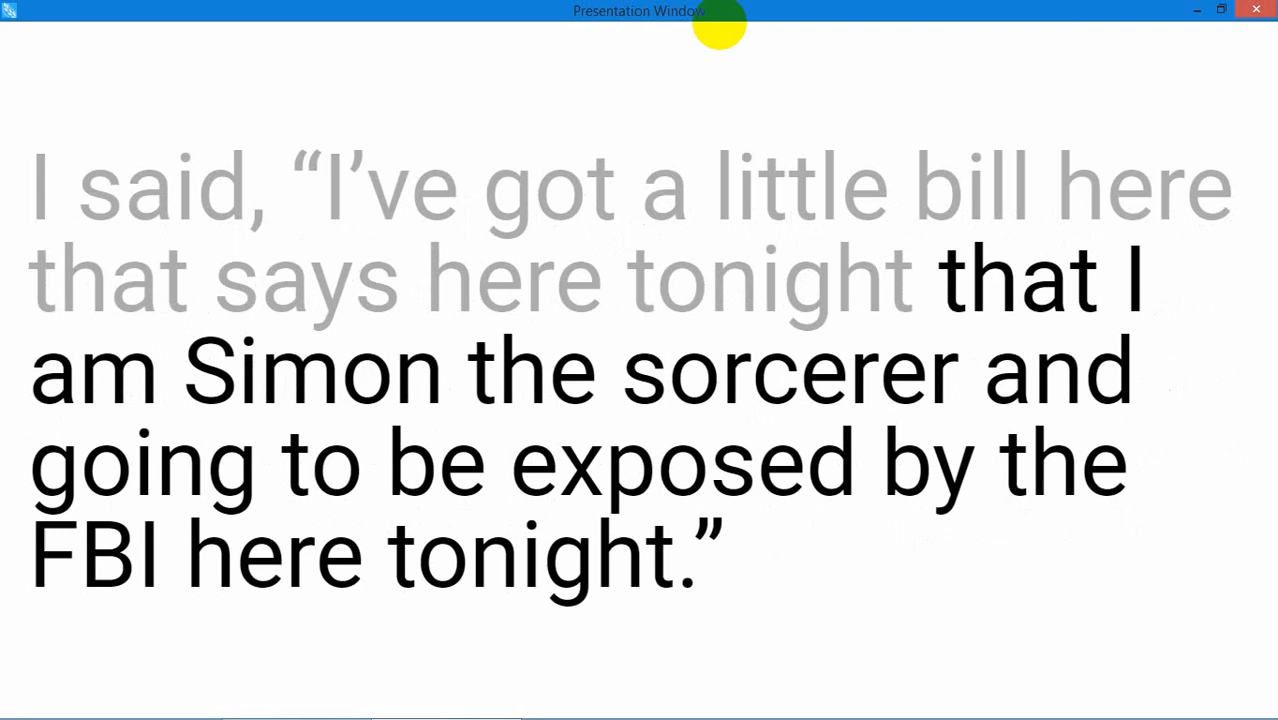 Presentation Window
I said, “I’ve got a little bill here
that says here tonight that I
am Simon the sorcerer and
going to be exposed by the
FBI here tonight.”